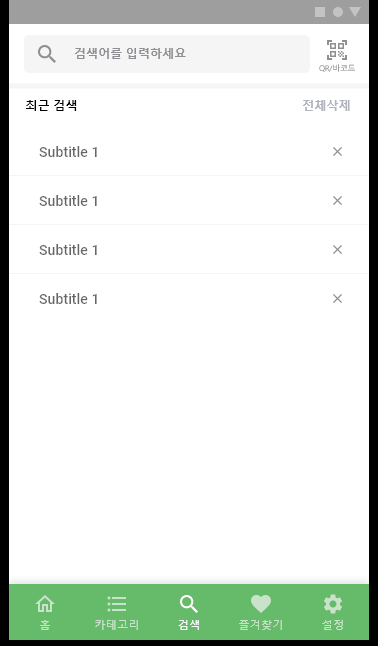 검색어를 입력하세요
QR/바코드
최근 검색
전체삭제
Subtitle 1
Subtitle 1
Subtitle 1
Subtitle 1
홈
카테고리
검색
즐겨찾기
설정